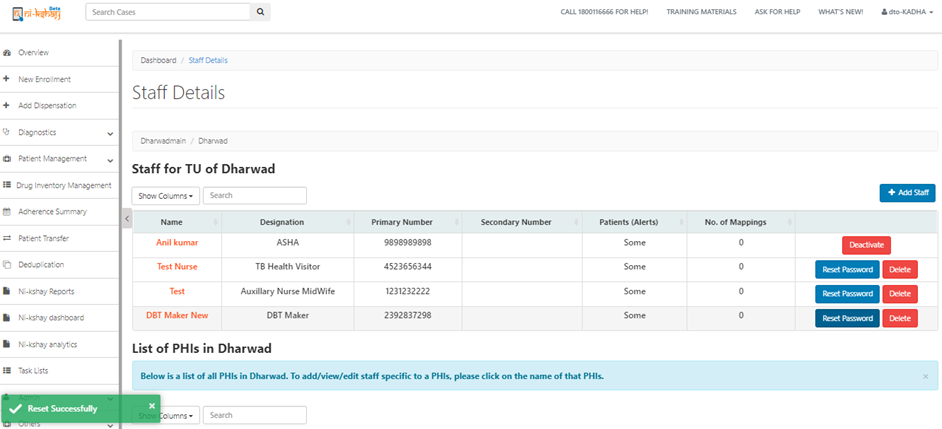 Beta
ni-kshay
Search Cases
CALL 1800116666 FOR HELP!
TRAINING MATERIALS
ASK FOR HELP
WHAT'S NEW!
dto-KADHA
Overview
New Enrollment
Add Dispensation
Diagnostics
Patient Management
Drug Inventory Management
Adherence Summary
Patient Transfer
Deduplication
Ni-kshay Reports
Ni-kshay dashboard
Ni-kshay analytics
Task Lists
Admin
Others
Dashboard / Staff Details
Staff Details
Dharwadmain / Dharwad
Staff for TU of Dharwad
Show Columns Search + Add Staff
Name Designation Primary Number Secondary Number Patients (Alerts) No. of Mappings
Anil kumar ASHA 9898989898 Some 0 Deactivate
Test Nurse TB Health Visitor 4523656344 Some 0 Reset Password Delete
Test Auxillary Nurse MidWife 1231232222 Some 0 Reset Password Delete
DBT Maker New DBT Maker 2392837298 Some 0 Reset Password Delete
List of PHIs in Dharwad
Below is a list of all PHIs in Dharwad. To add/view/edit staff specific to a PHIs, please click on the name of that PHIs. ×
Reset Successfully ×
Columns Search